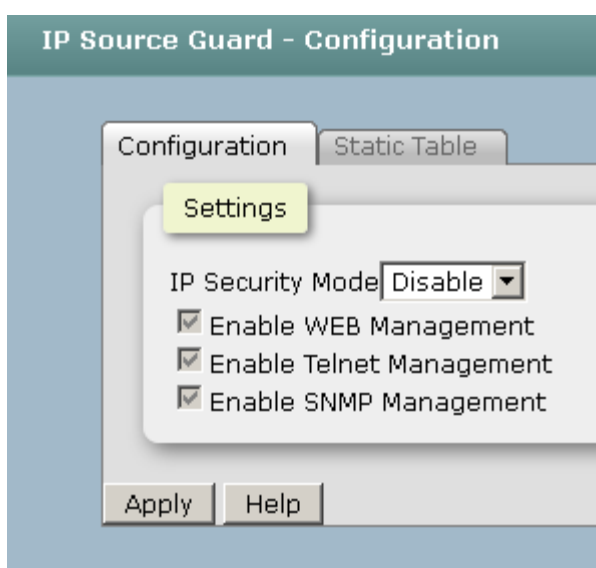 IP Source Guard - Configuration
Configuration Static Table
Settings
IP Security Mode Disable
Enable WEB Management
Enable Telnet Management
Enable SNMP Management
Apply Help